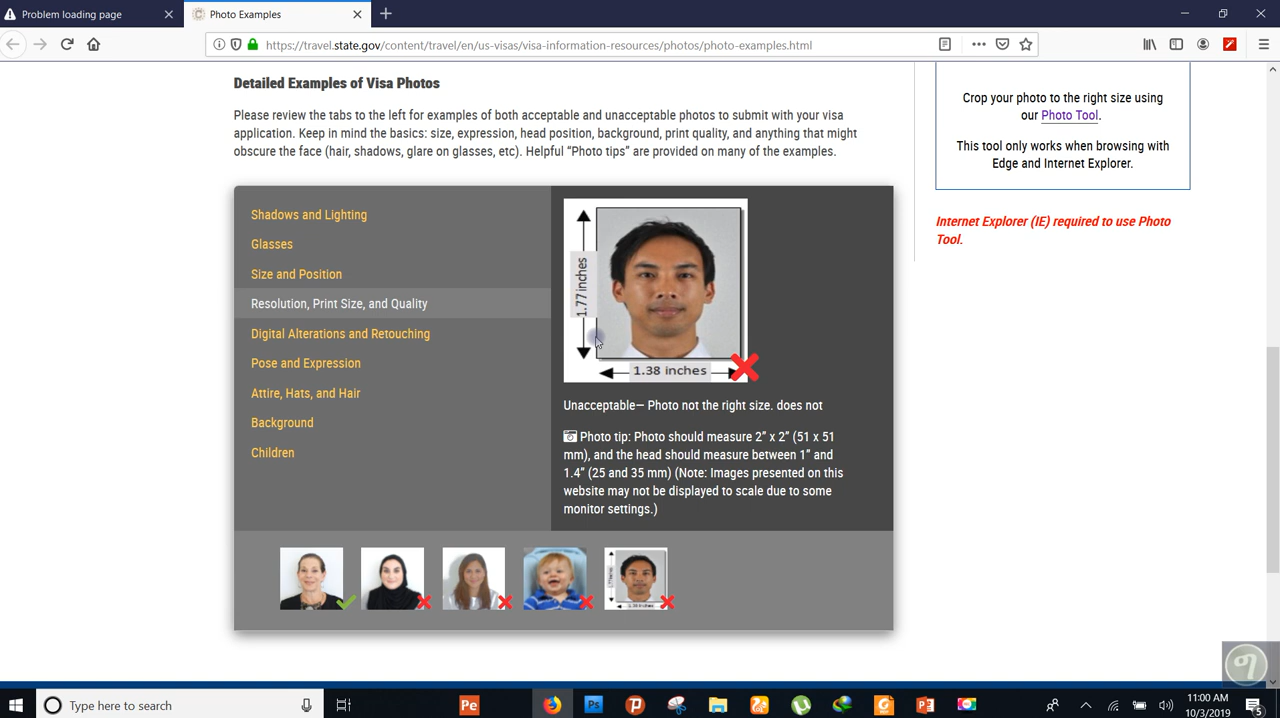 Problem loading page
Photo Examples
https://travel.state.gov/content/travel/en/us-visas/visa-information-resources/photos/photo-examples.html
Detailed Examples of Visa Photos
Please review the tabs to the left for examples of both acceptable and unacceptable photos to submit with your visa
application. Keep in mind the basics: size, expression, head position, background, print quality, and anything that might
obscure the face (hair, shadows, glare on glasses, etc). Helpful “Photo tips” are provided on many of the examples.
Crop your photo to the right size using
our Photo Tool.
This tool only works when browsing with
Edge and Internet Explorer.
Internet Explorer (IE) required to use Photo
Tool.
Shadows and Lighting
Glasses
Size and Position
Resolution, Print Size, and Quality
Digital Alterations and Retouching
Pose and Expression
Attire, Hats, and Hair
Background
Children
1.77 inches
1.38 inches
Unacceptable— Photo not the right size. does not
Photo tip: Photo should measure 2” x 2” (51 x 51
mm), and the head should measure between 1” and
1.4” (25 and 35 mm) (Note: Images presented on this
website may not be displayed to scale due to some
monitor settings.)
Type here to search
Pe
Ps
11:00 AM
10/3/2019
5